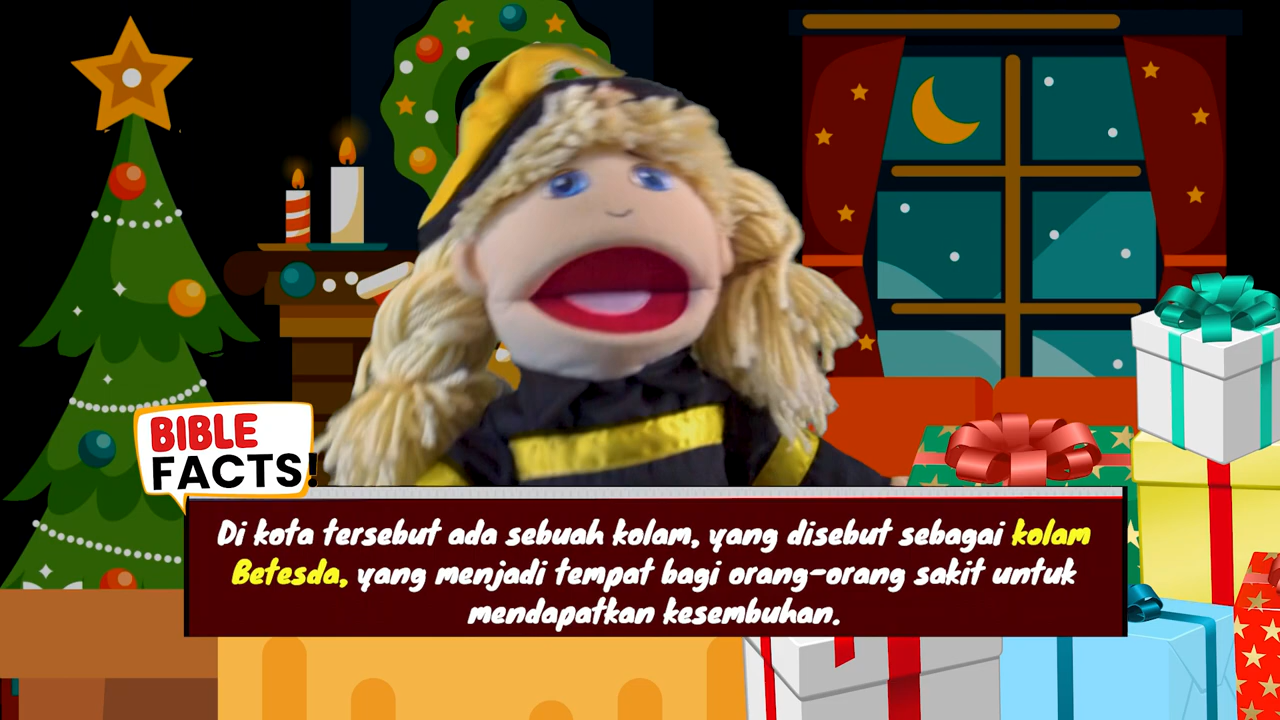 BIBLE
FACTS!
Di kota tersebut ada sebuah kolam, yang disebut sebagai kolam
Betesda, yang menjadi tempat bagi orang-orang sakit untuk
mendapatkan kesembuhan.